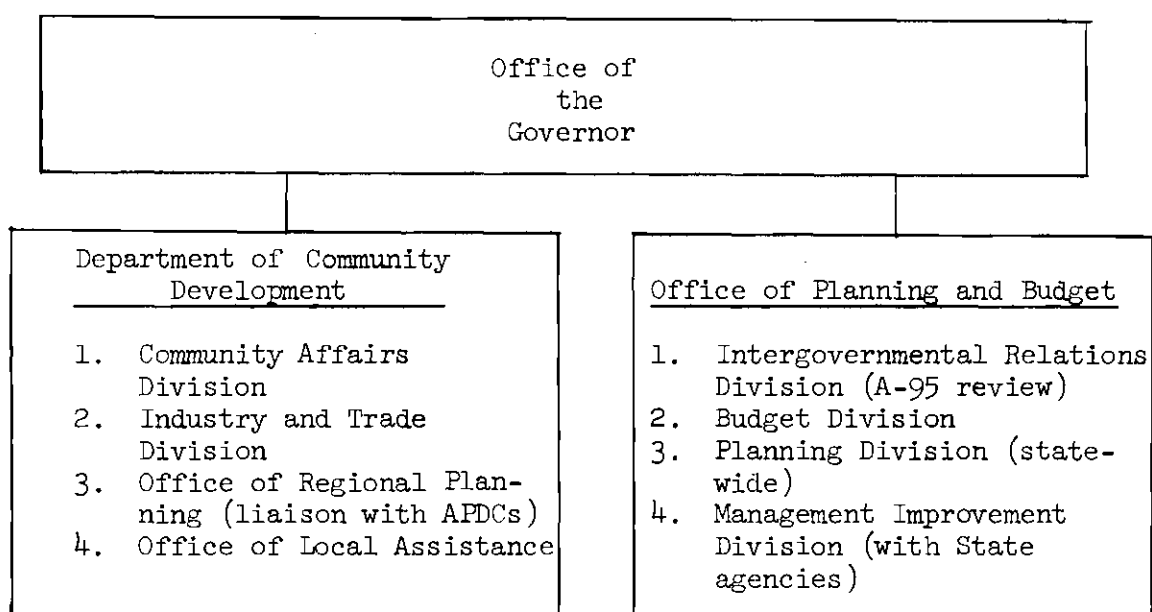 Office of
the
Governor
Department of Community
Development
1. Community Affairs
Division
2. Industry and Trade
Division
3. Office of Regional Plan-
ning (liaison with APDCs)
4. Office of Local Assistance
Office of Planning and Budget
1. Intergovernmental Relations
Division (A-95 review)
2. Budget Division
3. Planning Division (state-
wide)
4. Management Improvement
Division (with State
agencies)